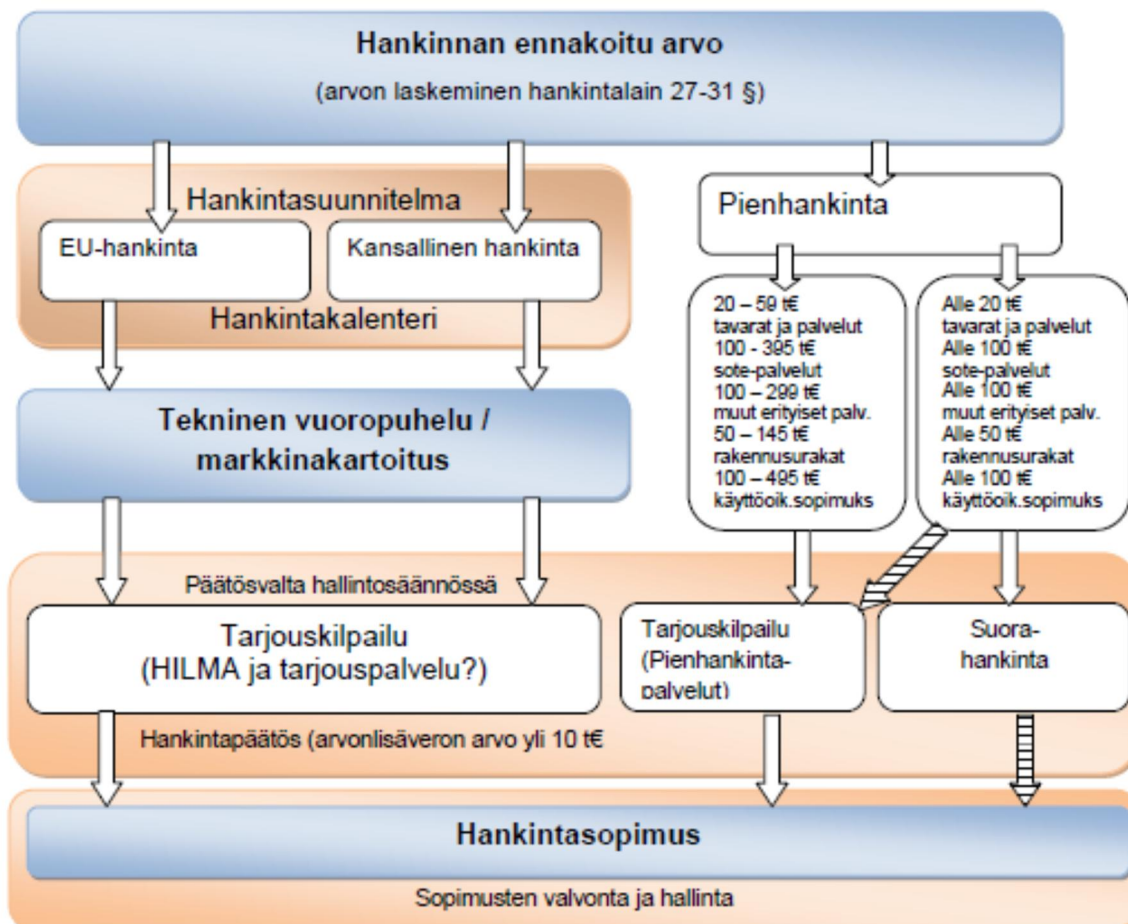 Hankinnan ennakoitu arvo
(arvon laskeminen hankintalain 27-31 §)
Hankintasuunnitelma
EU-hankinta
Kansallinen hankinta
Hankintakalenteri
Pienhankinta
20 – 59 t€
tavarat ja palvelut
100 - 395 t€
sote-palvelut
100 – 299 t€
muut erityiset palv.
50 – 145 t€
rakennusurakat
100 – 495 t€
käyttöoik.sopimuks
Alle 20 t€
tavarat ja palvelut
Alle 100 t€
sote-palvelut
Alle 100 t€
muut erityiset palv.
Alle 50 t€
rakennusurakat
Alle 100 t€
käyttöoik.sopimuks
Tekninen vuoropuhelu /
markkinakartoitus
Päätösvalta hallintosäännössä
Tarjouskilpailu
(HILMA ja tarjouspalvelu?)
Tarjouskilpailu
(Pienhankinta-
palvelut)
Suora-
hankinta
Hankintapäätös (arvonlisäveron arvo yli 10 t€
Hankintasopimus
Sopimusten valvonta ja hallinta